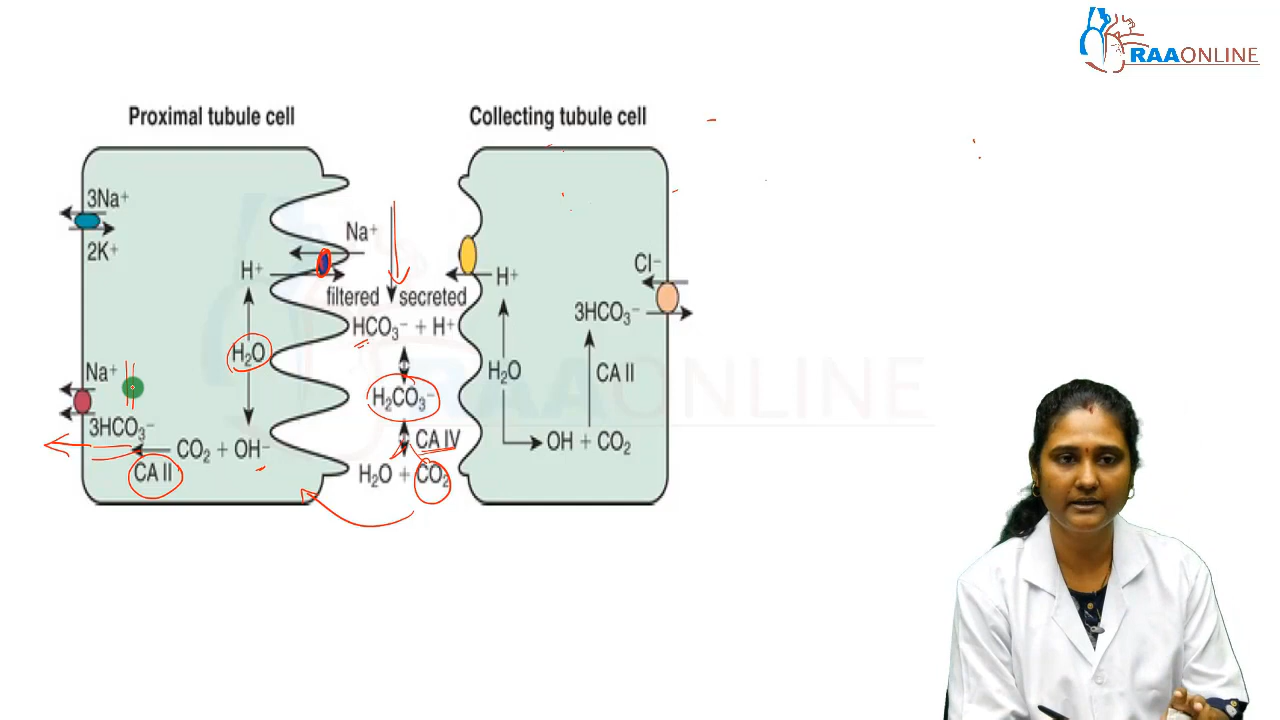 RAAONLINE
Proximal tubule cell
Collecting tubule cell
3Na⁺
2K⁺
H⁺
H₂O
Na⁺
3HCO₃⁻
CO₂ + OH⁻
CA II
Na⁺
filtered
secreted
HCO₃⁻ + H⁺
H₂CO₃⁻
CA IV
H₂O + CO₂
H⁺
H₂O
OH + CO₂
CA II
3HCO₃⁻
Cl⁻
RAAONLINE